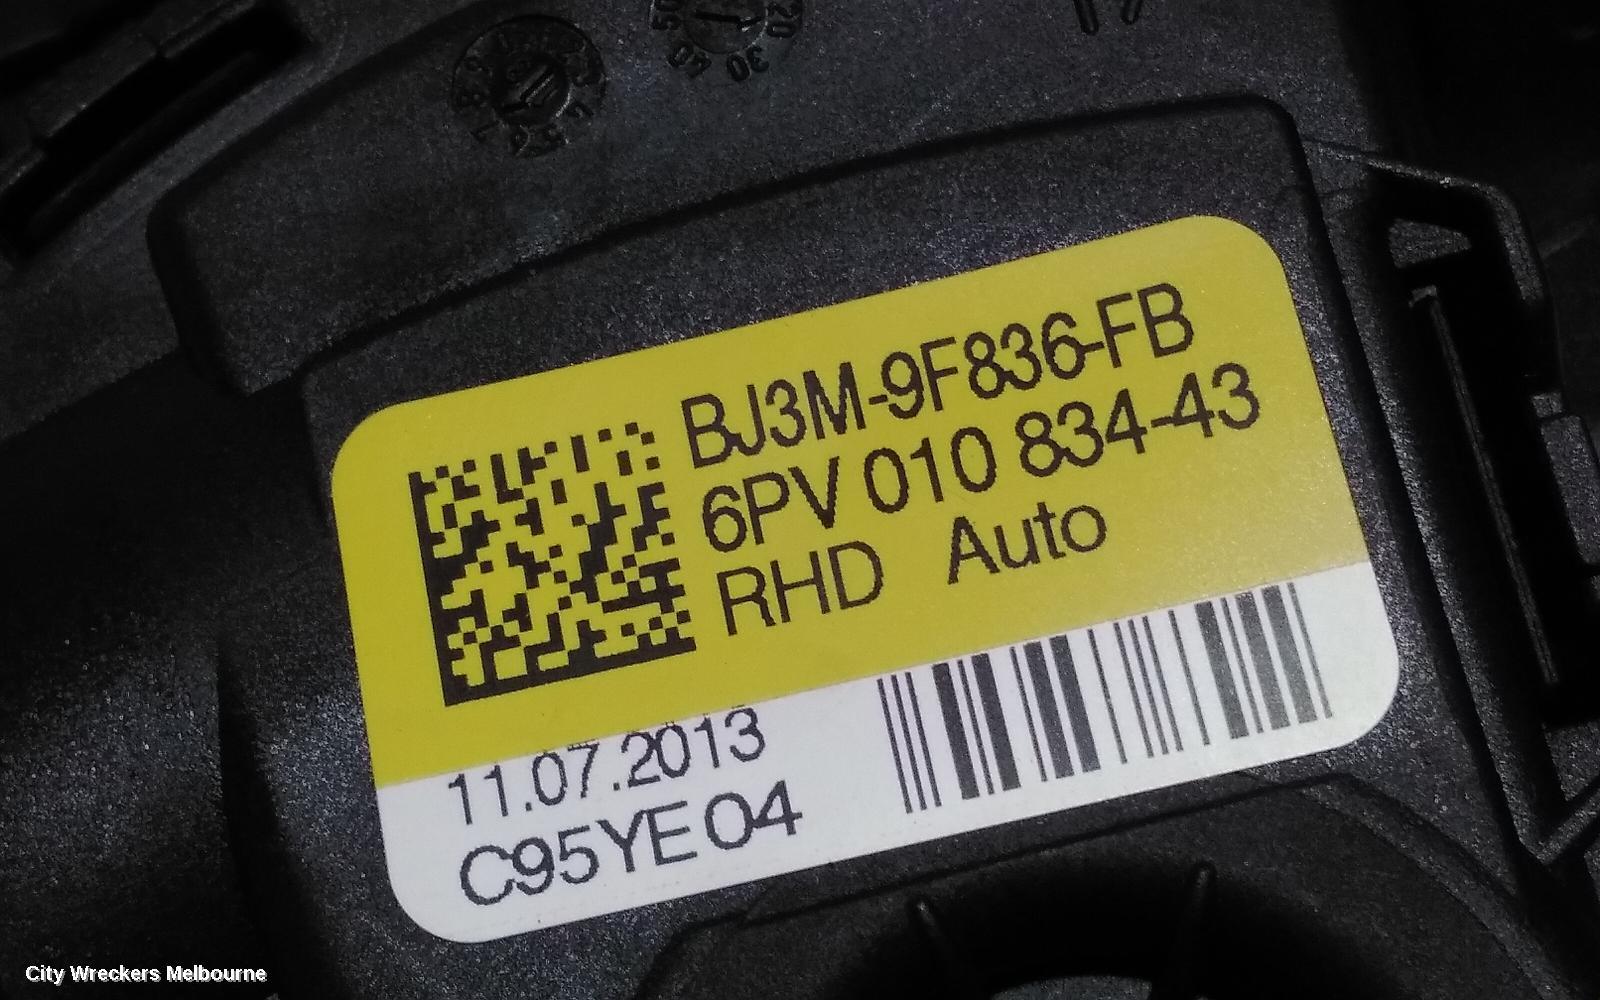 BJ3M-9F836-FB
6PV 010 834-43
RHD Auto
11.07.2013
C95YE04
City Wreckers Melbourne